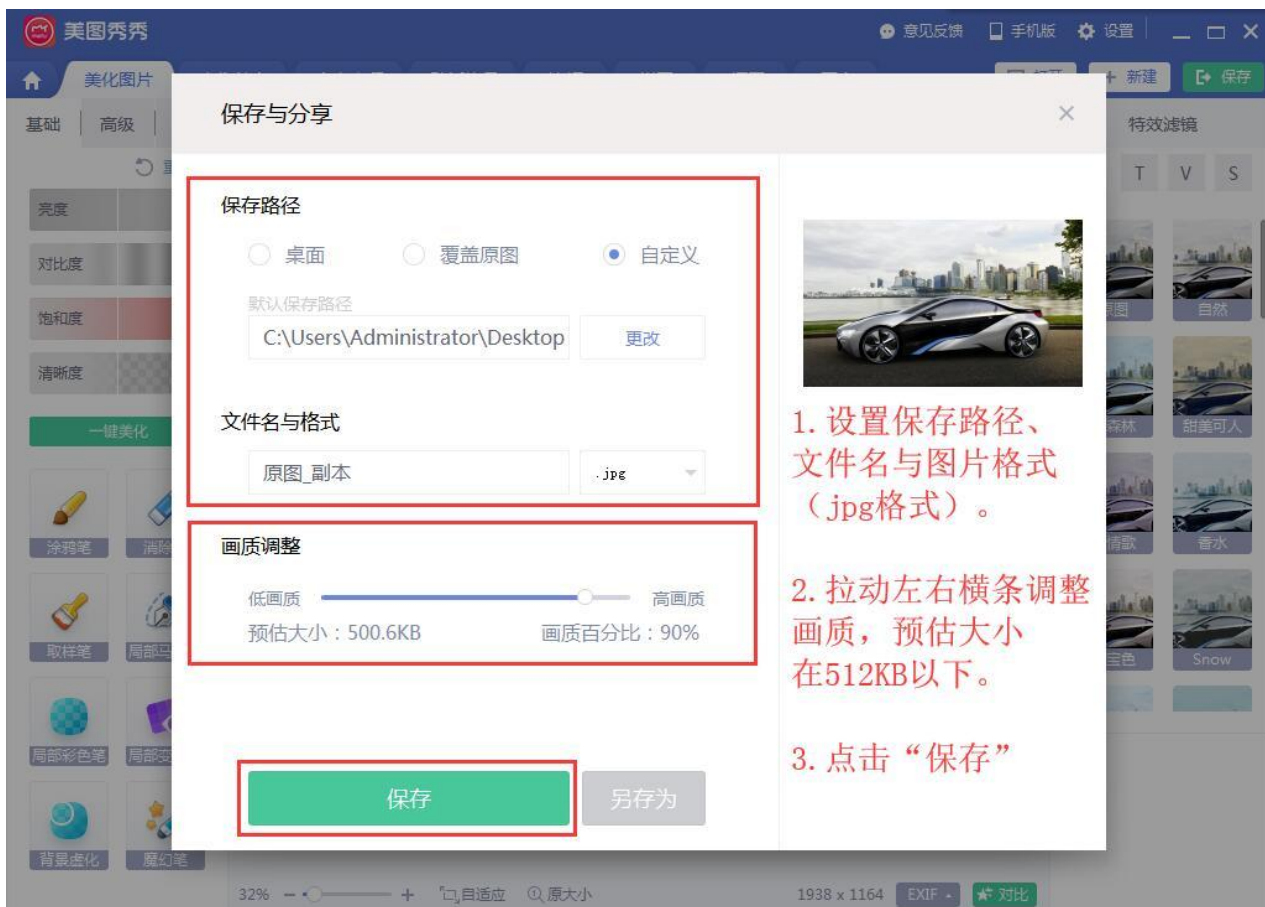 美图秀秀
意见反馈 手机版 设置
美化图片
新建 保存
基础 高级
特效滤镜
T V S
亮度
对比度
饱和度
清晰度
一键美化
涂鸦笔
取样笔
局部彩色笔
背景虚化 魔幻笔
保存与分享
保存路径
桌面 覆盖原图 自定义
默认保存路径
C:\Users\Administrator\Desktop 更改
文件名与格式
原图_副本 .jpg
画质调整
低画质 高画质
预估大小：500.6KB 画质百分比：90%
保存 另存为
1. 设置保存路径、
文件名与图片格式
（jpg格式）。
2. 拉动左右横条调整
画质，预估大小
在512KB以下。
3. 点击“保存”
原图 自然
森林 甜美可人
情歌 香水
Snow
32% 自适应 原大小
1938 x 1164 EXIF 对比